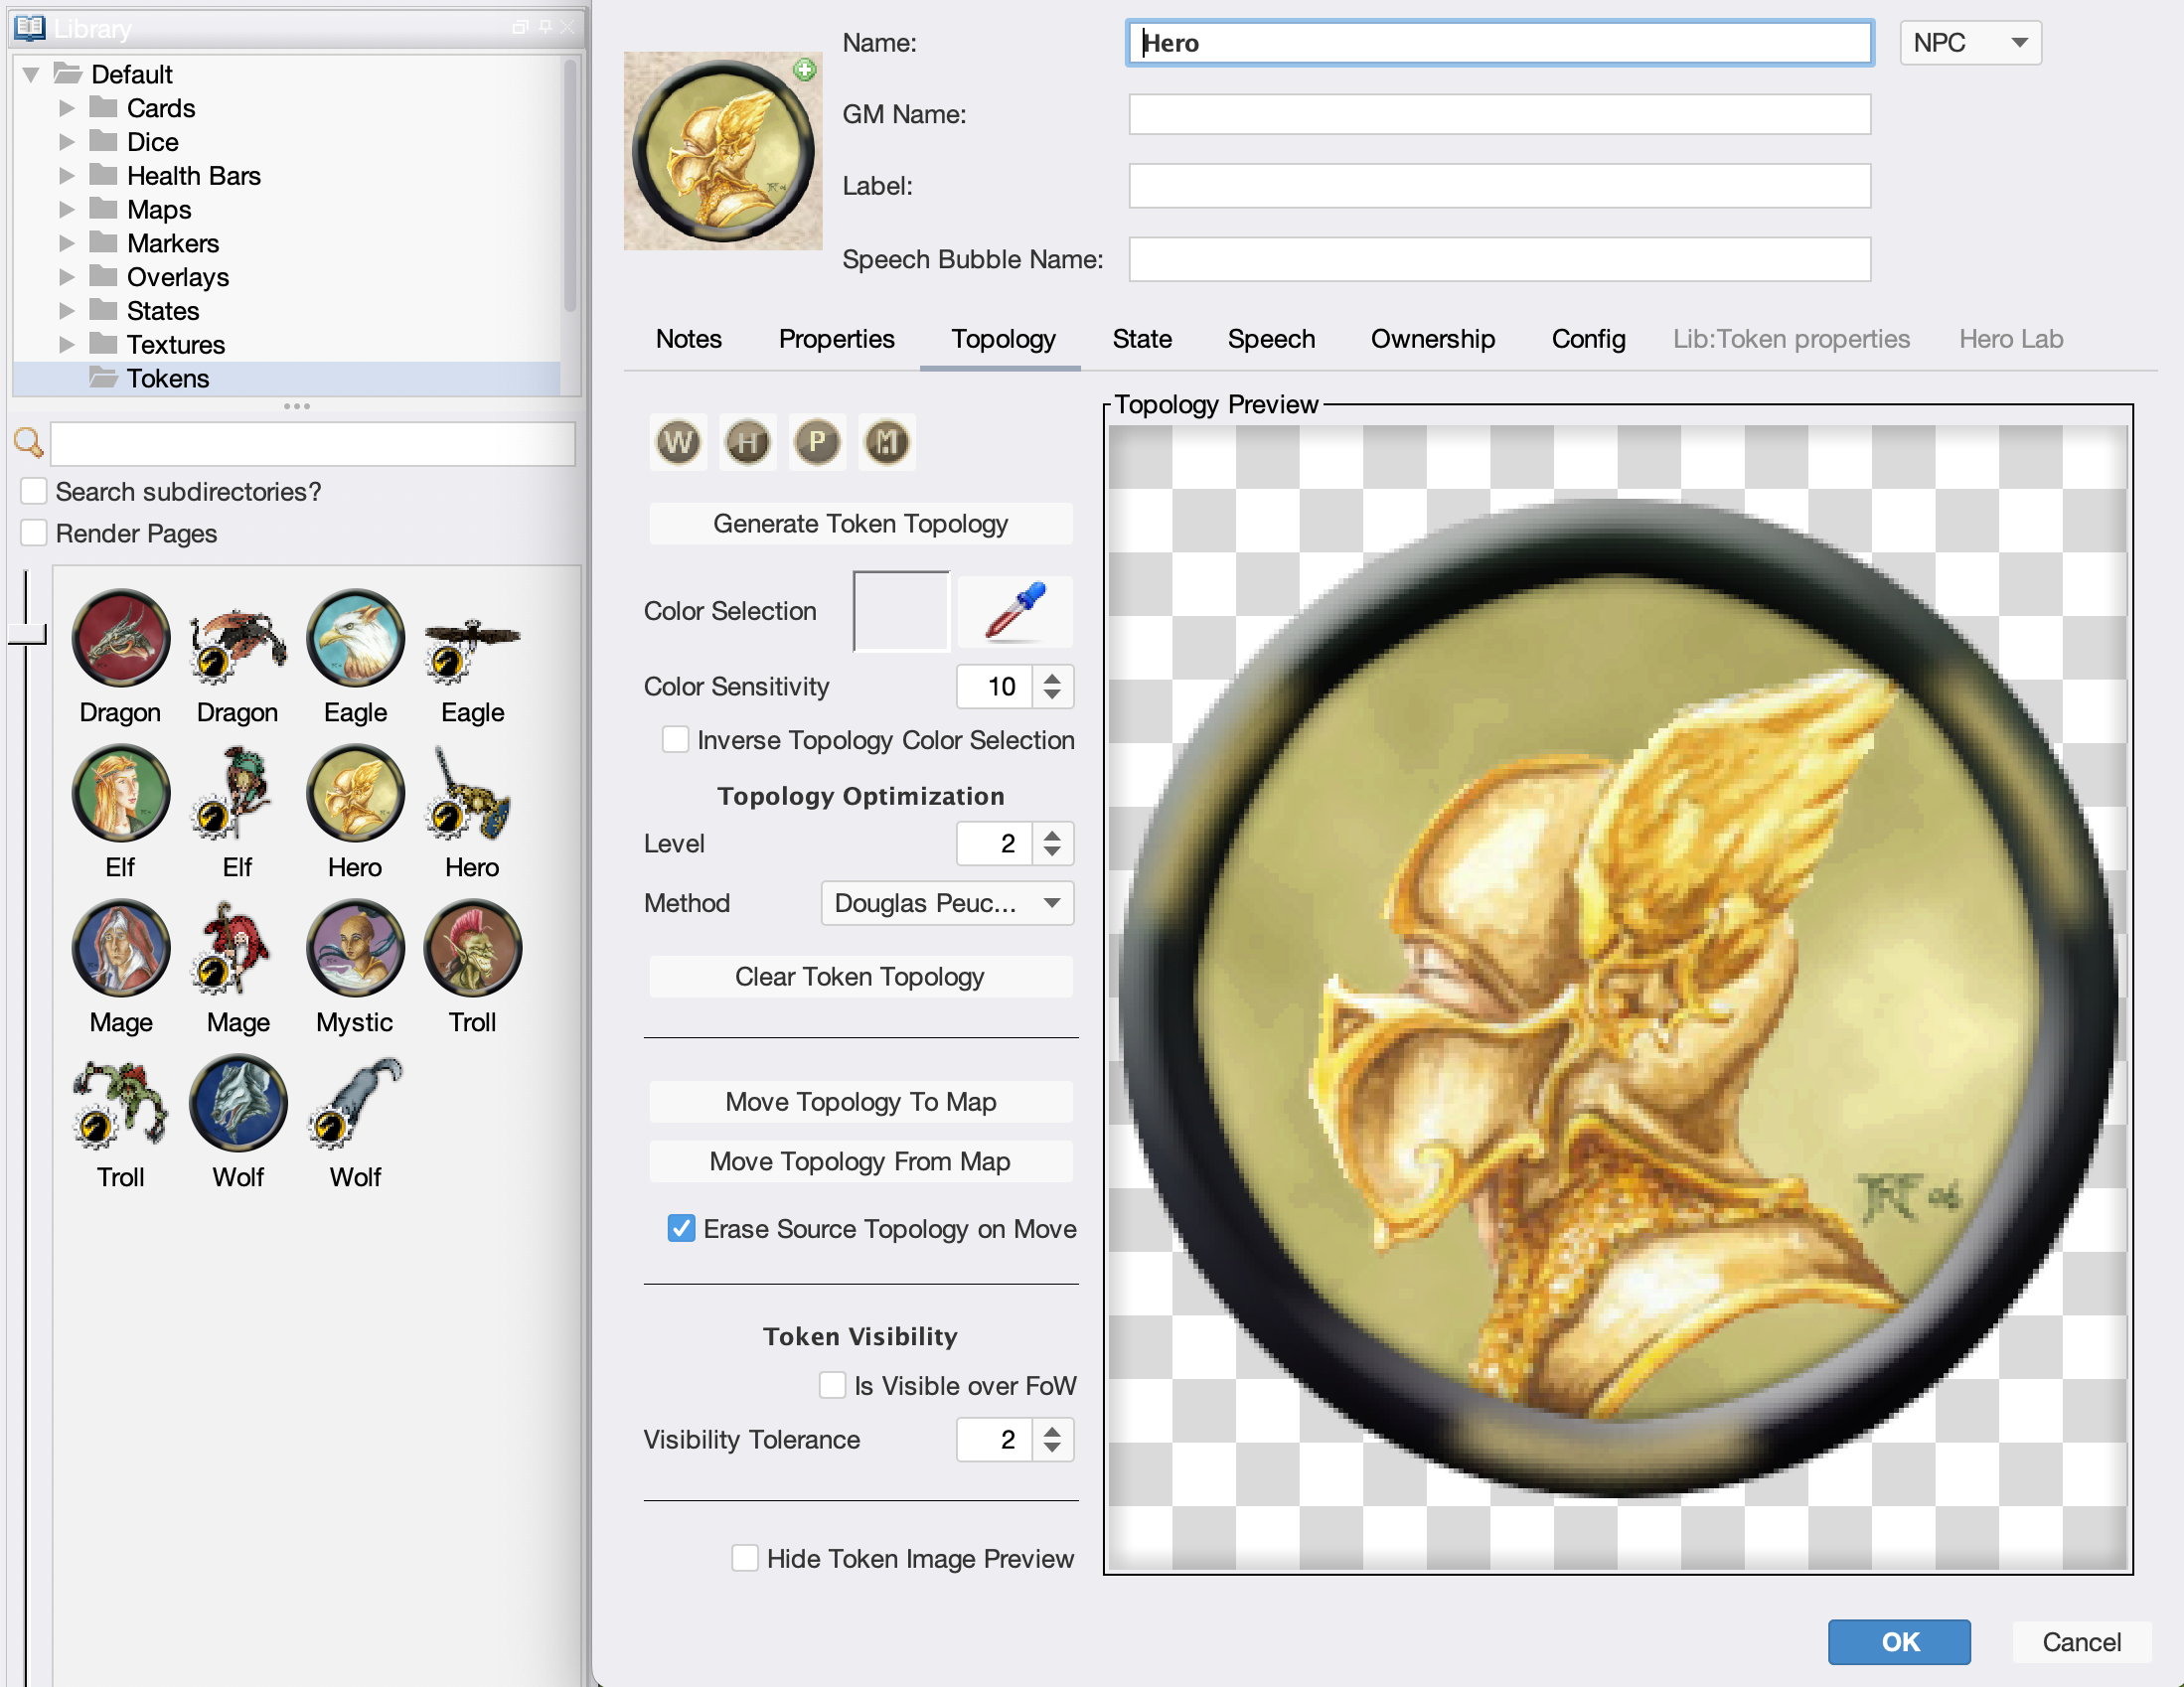 Library
Default
Cards
Dice
Health Bars
Maps
Markers
Overlays
States
Textures
Tokens
Search subdirectories?
Render Pages
Dragon Dragon Eagle Eagle
Elf Elf Hero Hero
Mage Mage Mystic Troll
Troll Wolf Wolf
Name: Hero NPC
GM Name:
Label:
Speech Bubble Name:
Notes Properties Topology State Speech Ownership Config Lib:Token properties Hero Lab
W H P M
Generate Token Topology
Color Selection
Color Sensitivity 10
Inverse Topology Color Selection
Topology Optimization
Level 2
Method Douglas Peuc...
Clear Token Topology
Move Topology To Map
Move Topology From Map
Erase Source Topology on Move
Token Visibility
Is Visible over FoW
Visibility Tolerance 2
Hide Token Image Preview
Topology Preview
OK Cancel